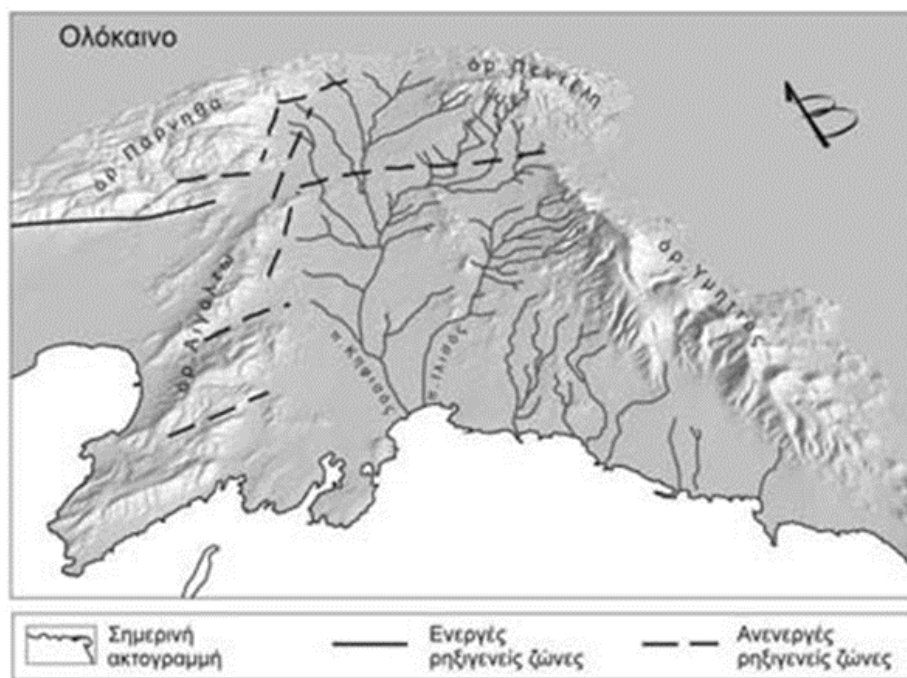 Ολόκαινο
όρ. Πεντέλη
όρ. Πάρνηθα
όρ. Υμηττός
όρ. Αιγάλεω
π. Κηφισός
π. Ιλισός
Σημερινή
ακτογραμμή
Ενεργές
ρηξιγενείς ζώνες
Ανενεργές
ρηξιγενείς ζώνες